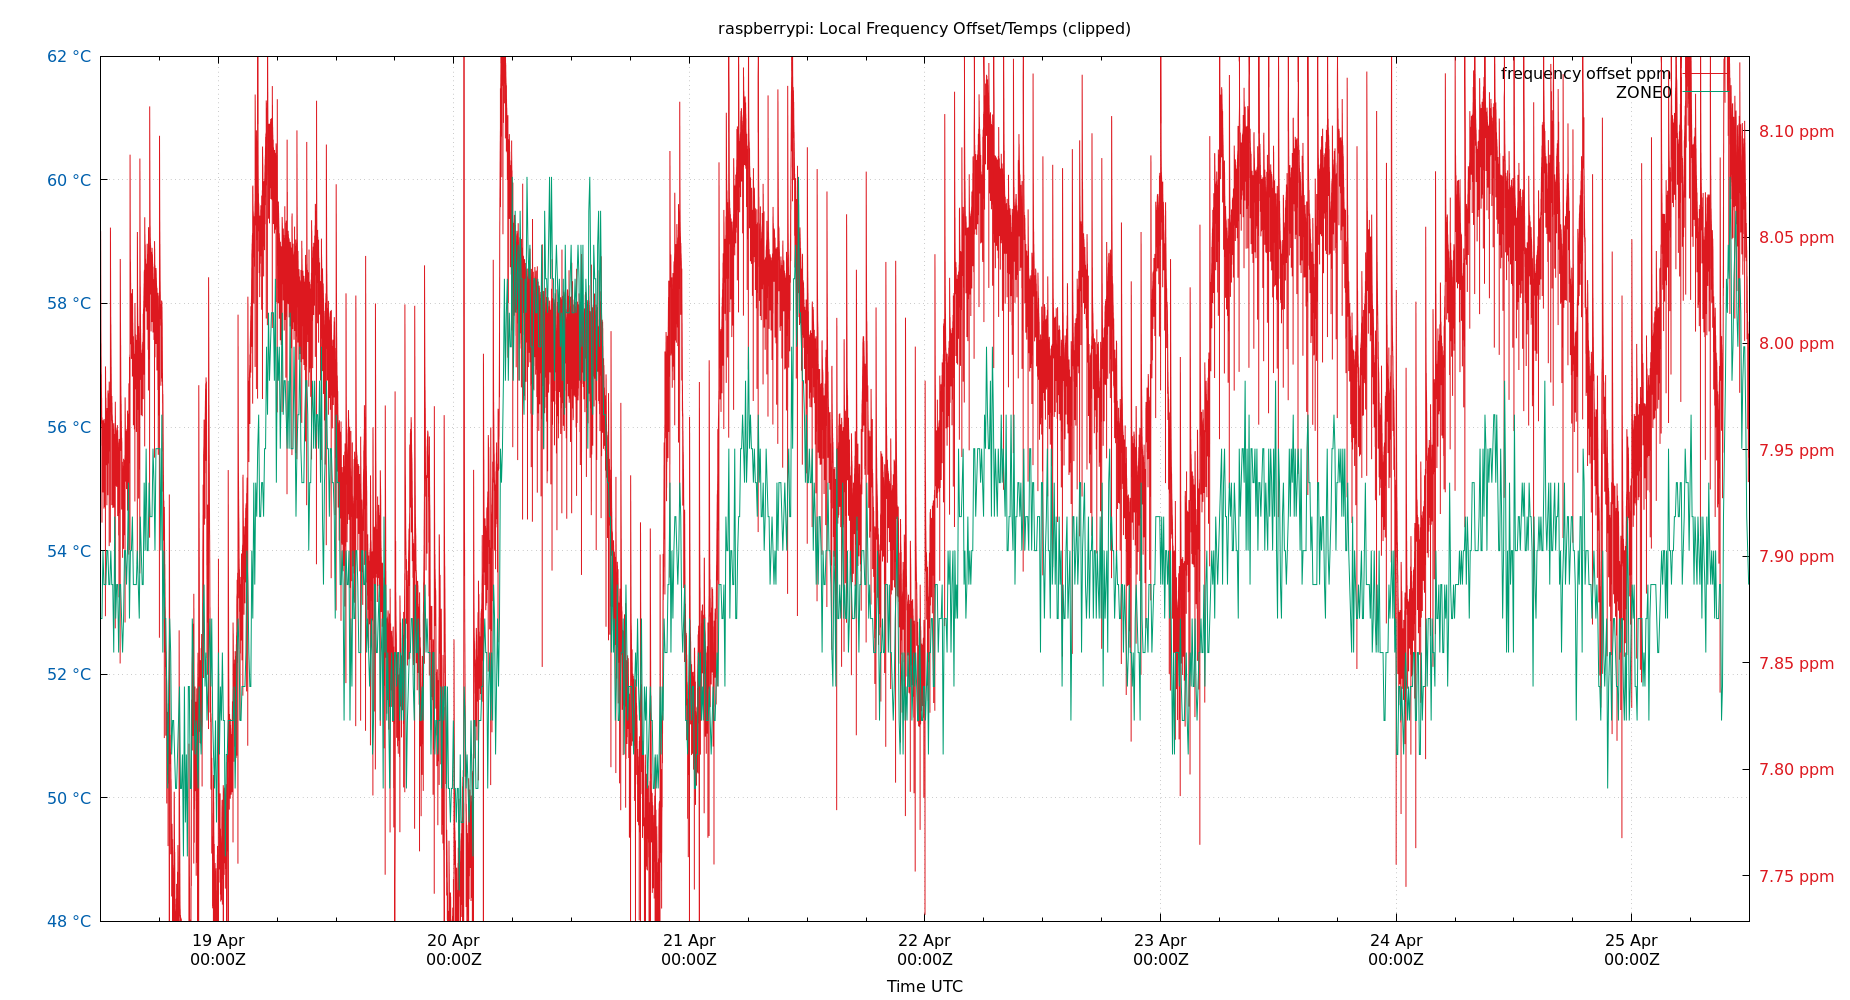 raspberrypi: Local Frequency Offset/Temps (clipped)
62 °C
60 °C
58 °C
56 °C
54 °C
52 °C
50 °C
48 °C
frequency offset ppm
ZONE0
8.10 ppm
8.05 ppm
8.00 ppm
7.95 ppm
7.90 ppm
7.85 ppm
7.80 ppm
7.75 ppm
19 Apr 20 Apr 21 Apr 22 Apr 23 Apr 24 Apr 25 Apr
00:00Z 00:00Z 00:00Z 00:00Z 00:00Z 00:00Z 00:00Z
Time UTC